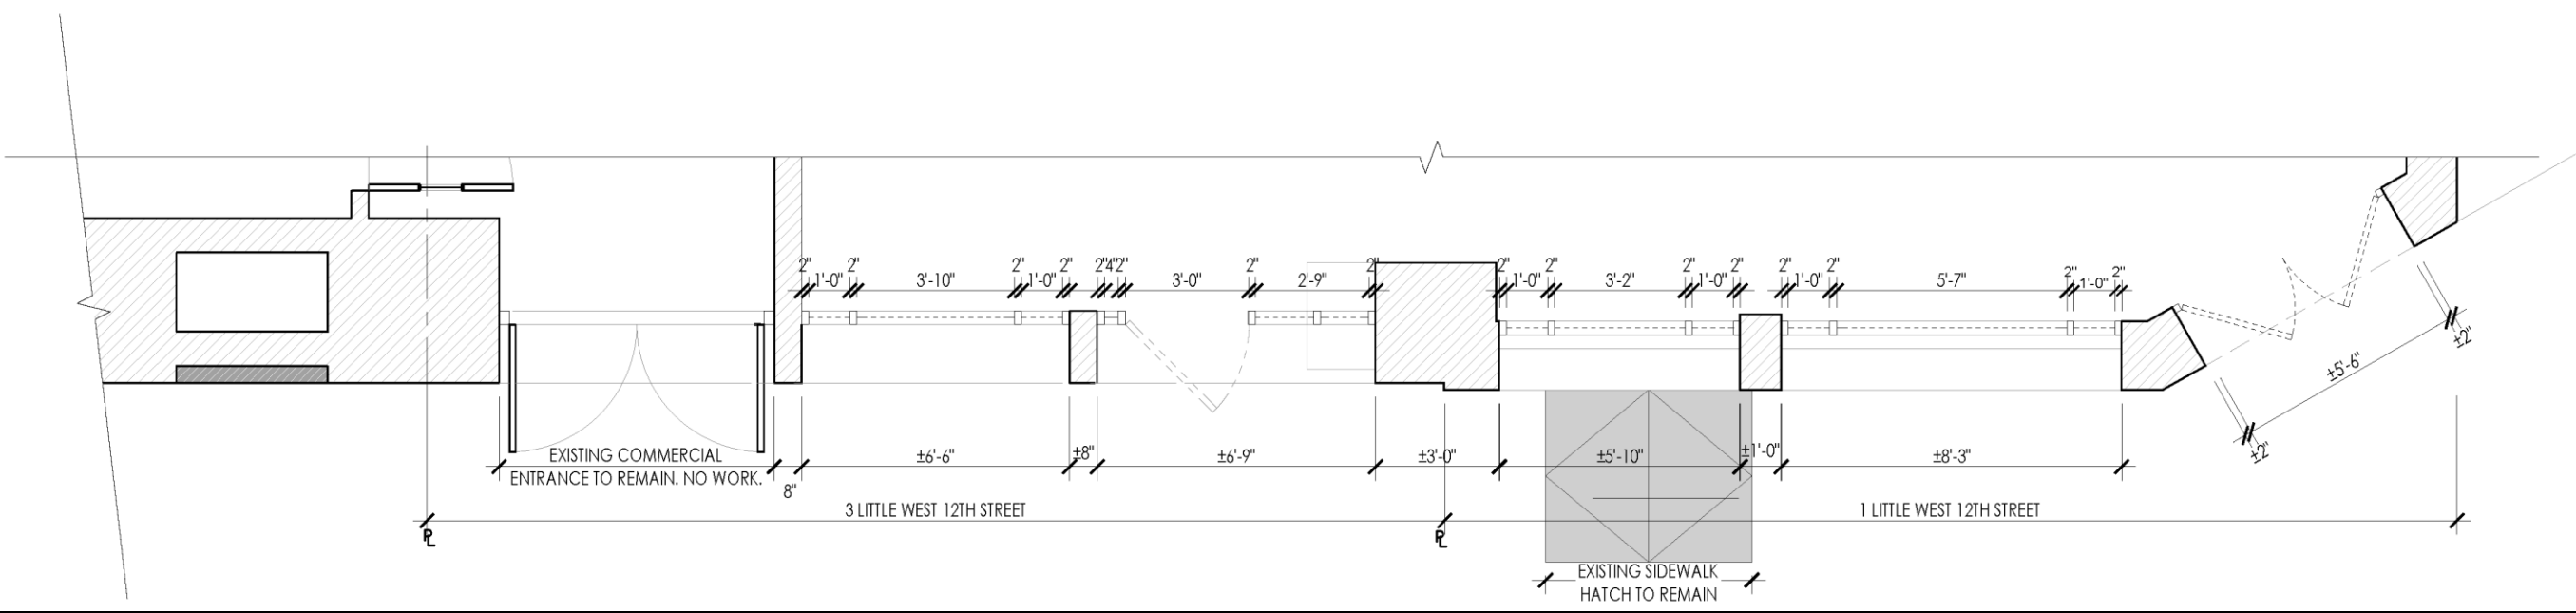 2" 2" 2" 2" 2"4"2" 2" 2" 2" 2" 2" 2" 2" 2" 2" 2"
1'-0" 3'-10" 1'-0" 3'-0" 2'-9" 1'-0" 3'-2" 1'-0" 1'-0" 5'-7" 1'-0"
±2"
±5'-6"
±2"
EXISTING COMMERCIAL
ENTRANCE TO REMAIN. NO WORK.
8"
±6'-6" ±8" ±6'-9" ±3'-0" ±5'-10" ±1'-0" ±8'-3"
3 LITTLE WEST 12TH STREET
1 LITTLE WEST 12TH STREET
PL
PL
EXISTING SIDEWALK
HATCH TO REMAIN